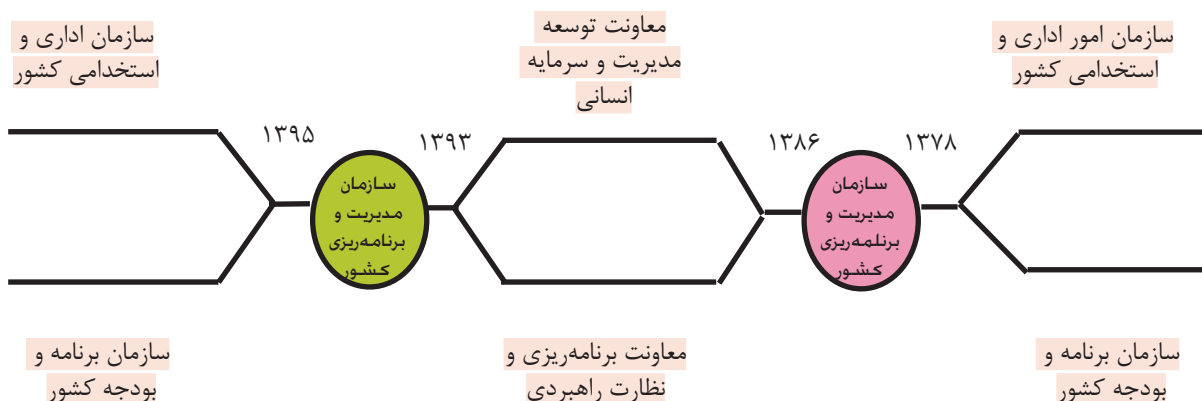 سازمان امور اداری و
استخدامی کشور
معاونت توسعه
مدیریت و سرمایه
انسانی
سازمان اداری و
استخدامی کشور
۱۳۷۸
۱۳۸۶
۱۳۹۳
۱۳۹۵
سازمان
مدیریت و
برنلمه‌ریزی
کشور
سازمان
مدیریت و
برنامه‌ریزی
کشور
سازمان برنامه و
بودجه کشور
معاونت برنامه‌ریزی و
نظارت راهبردی
سازمان برنامه و
بودجه کشور